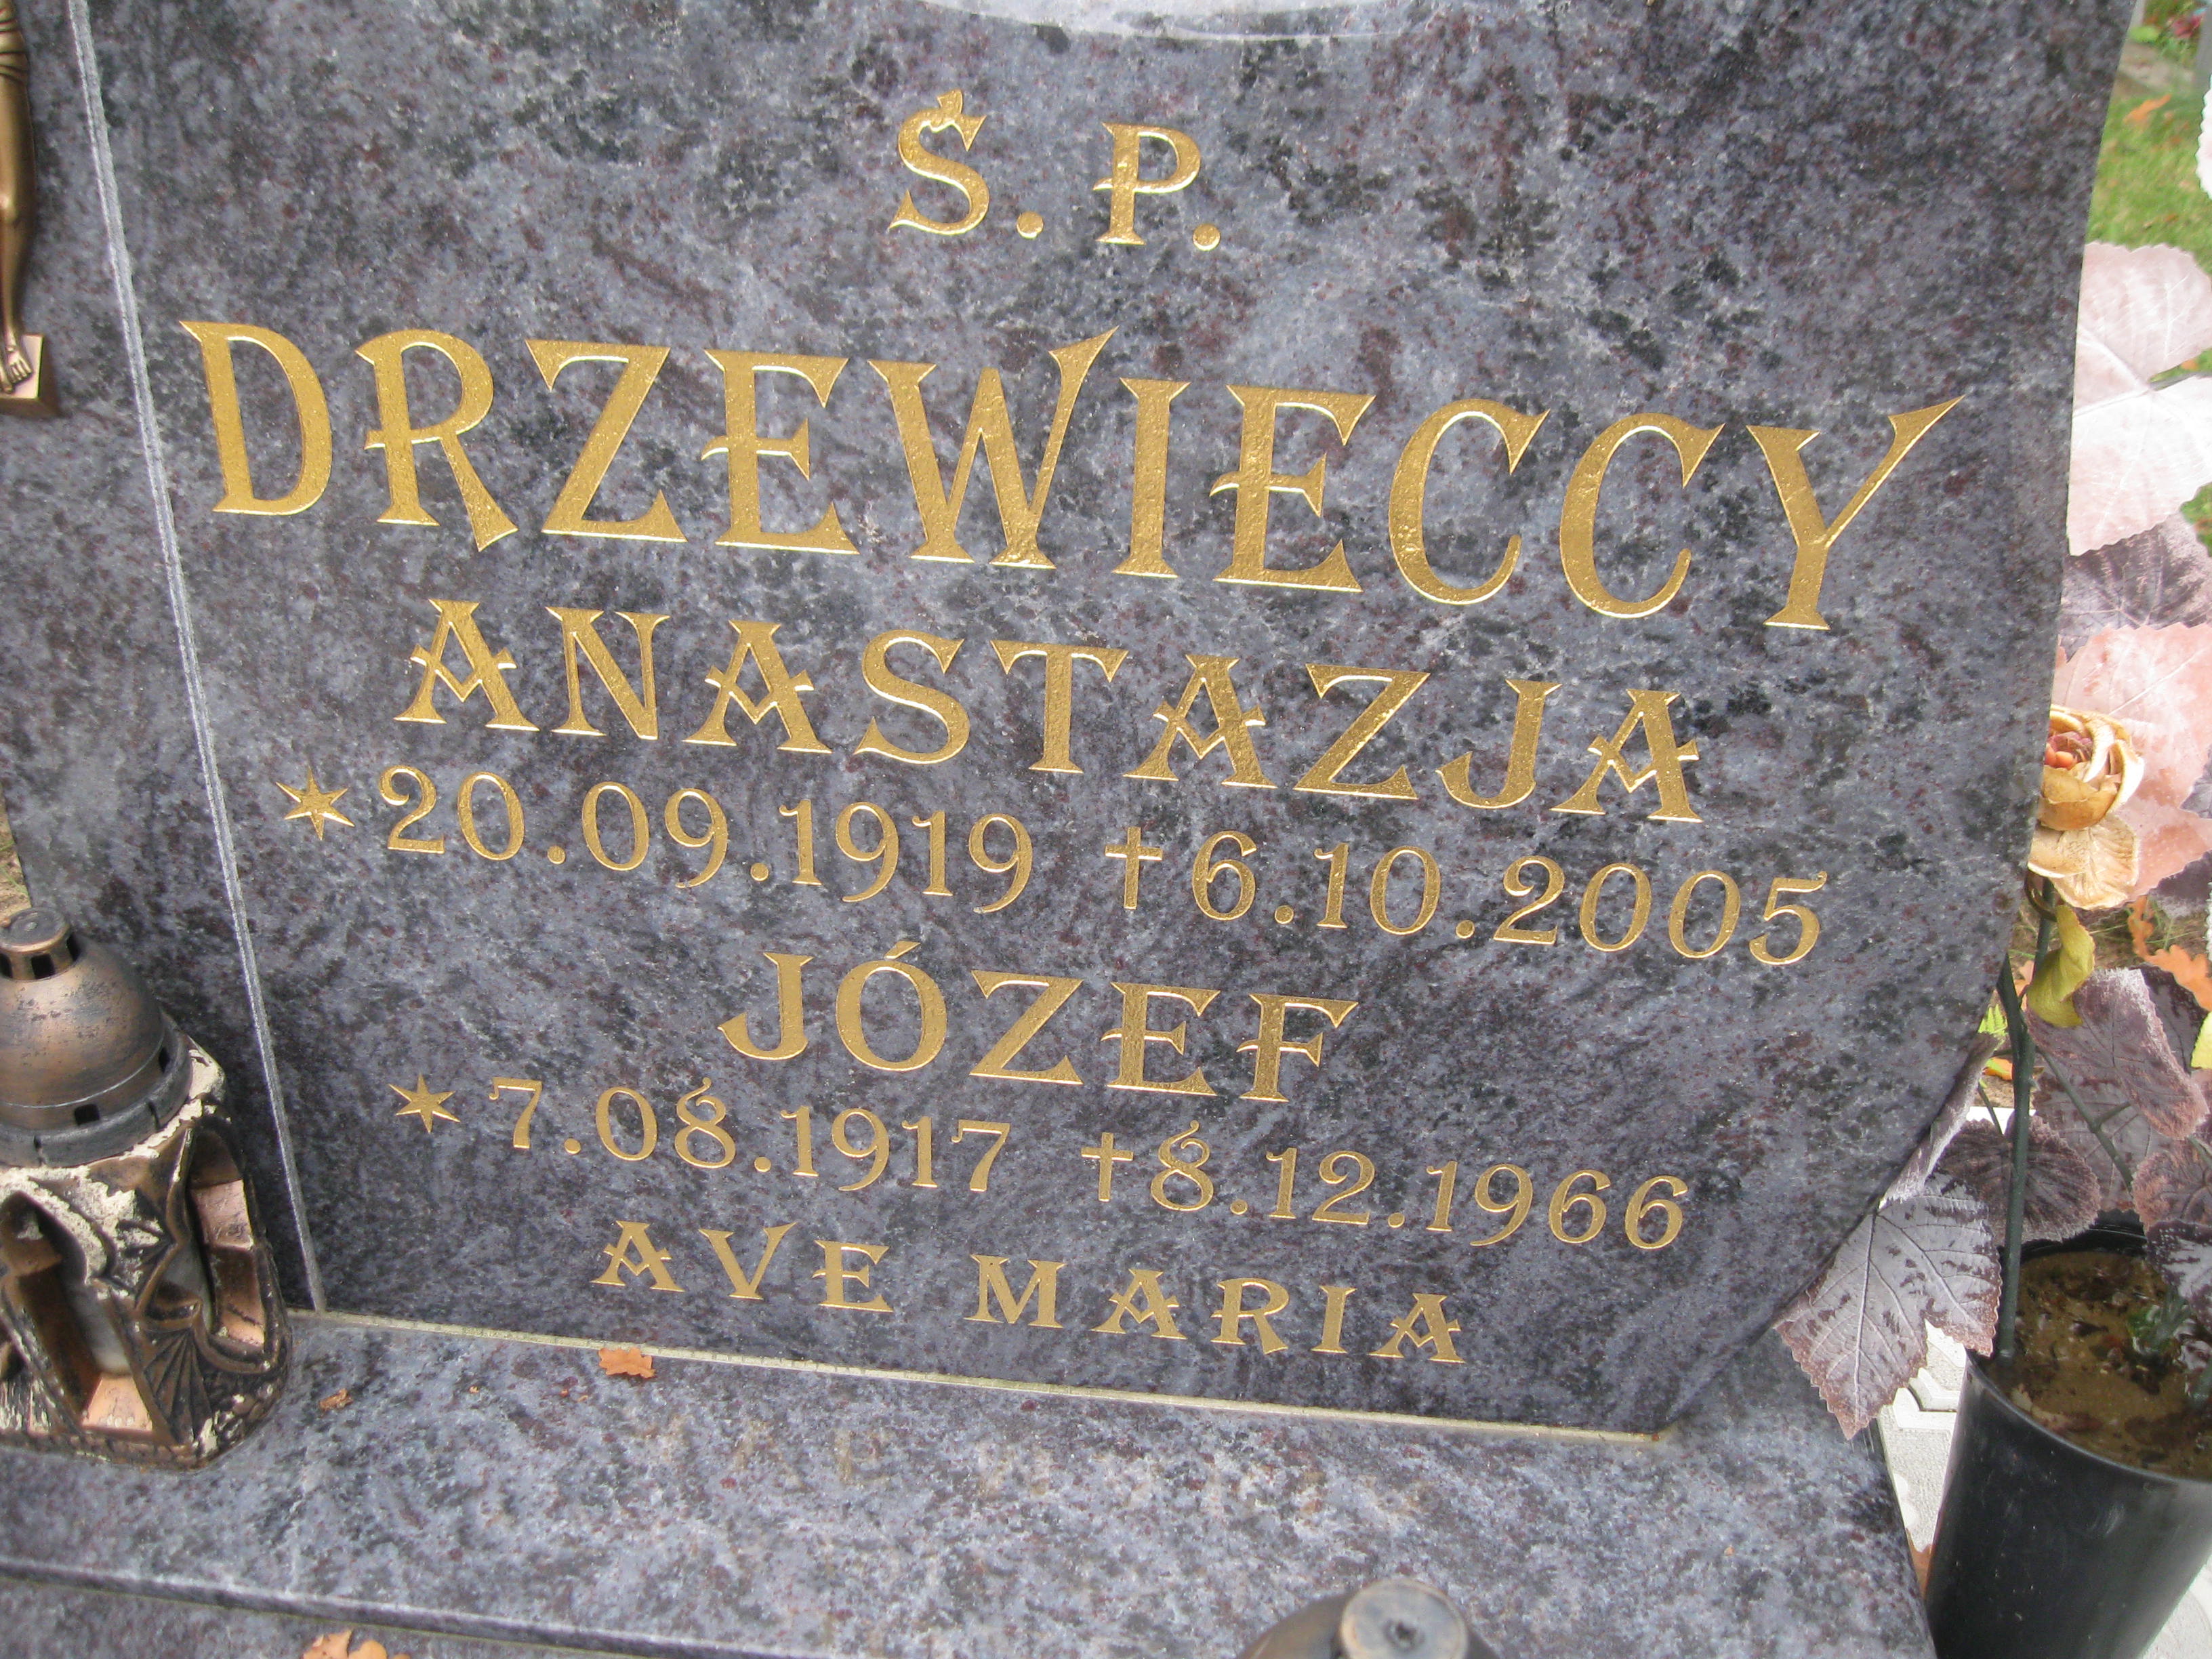 Ś. P.
DRZEWIECCY
ANASTAZJA
* 20.09.1919 † 6.10.2005
JÓZEF
* 7.08.1917 † 8.12.1966
AVE MARIA